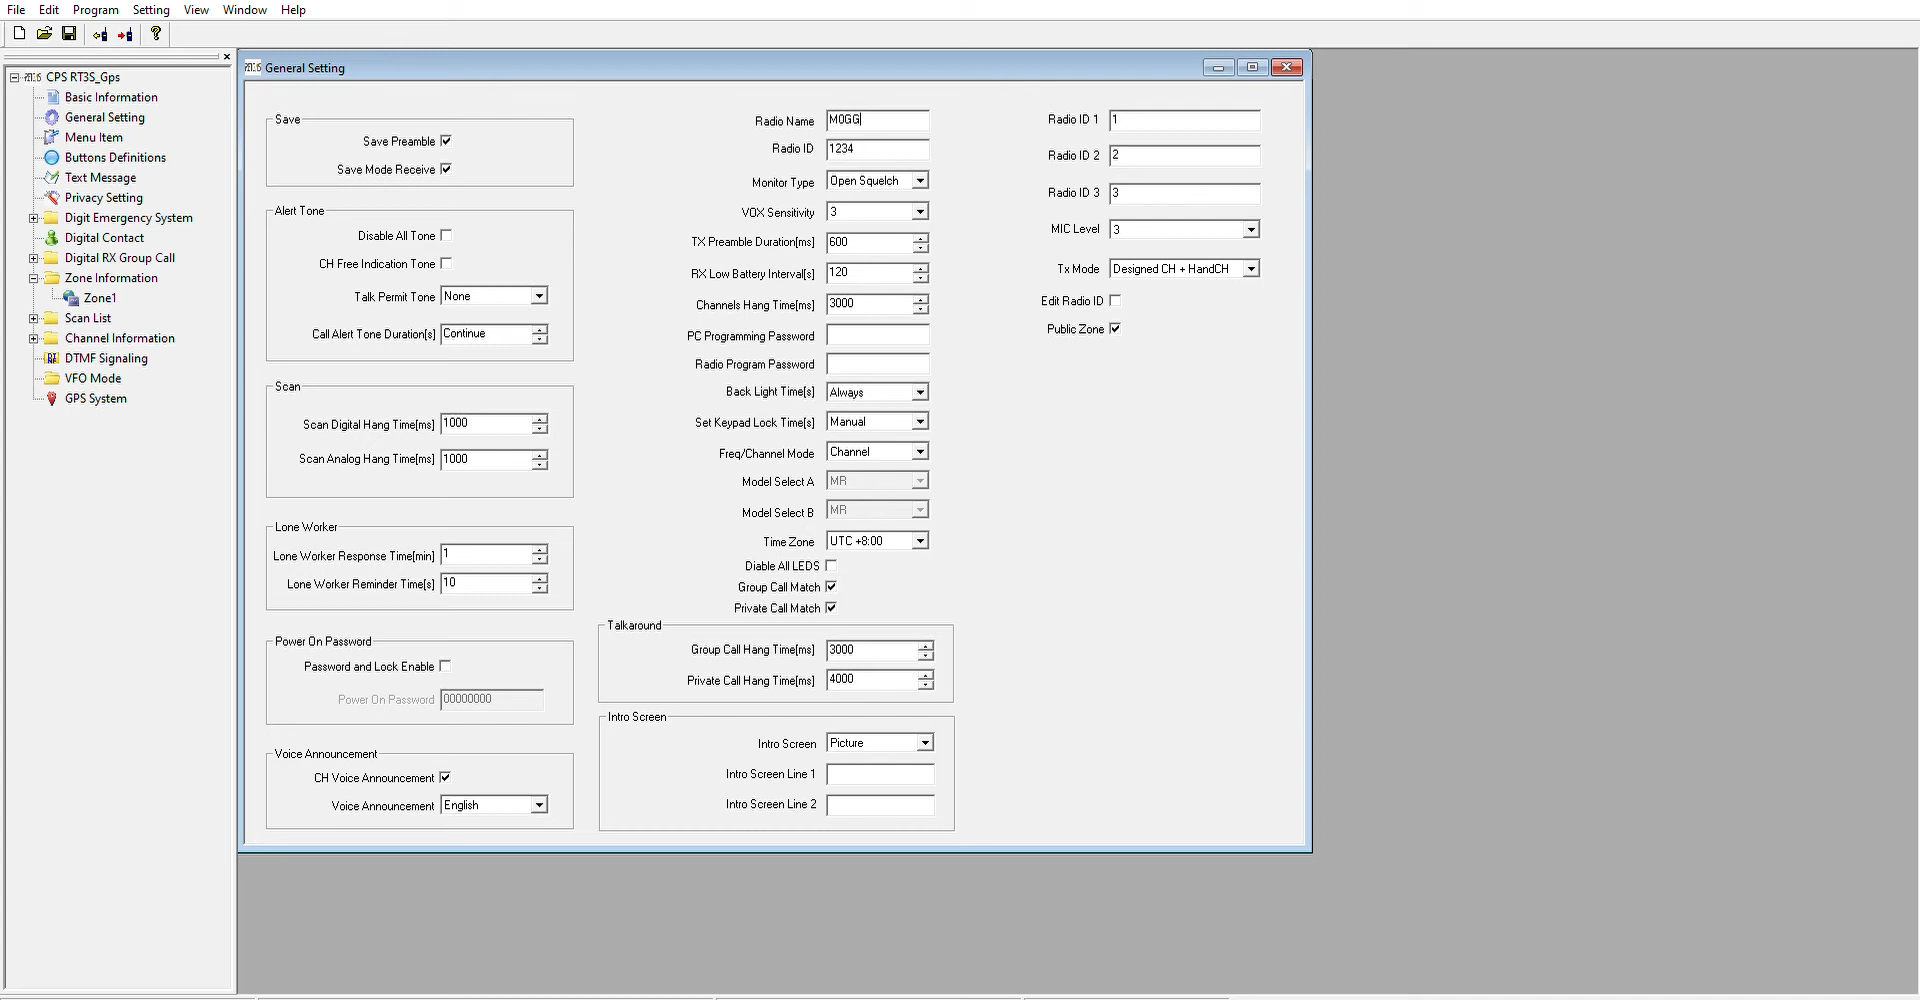 File Edit Program Setting View Window Help
CPS RT3S_Gps
Basic Information
General Setting
Menu Item
Buttons Definitions
Text Message
Privacy Setting
Digit Emergency System
Digital Contact
Digital RX Group Call
Zone Information
Zone1
Scan List
Channel Information
DTMF Signaling
VFO Mode
GPS System
General Setting
Save
Save Preamble
Save Mode Receive
Alert Tone
Disable All Tone
CH Free Indication Tone
Talk Permit Tone None
Call Alert Tone Duration[s] Continue
Scan
Scan Digital Hang Time[ms] 1000
Scan Analog Hang Time[ms] 1000
Lone Worker
Lone Worker Response Time[min] 1
Lone Worker Reminder Time[s] 10
Power On Password
Password and Lock Enable
Power On Password 00000000
Voice Announcement
CH Voice Announcement
Voice Announcement English
Radio Name M0GG
Radio ID 1234
Monitor Type Open Squelch
VOX Sensitivity 3
TX Preamble Duration[ms] 600
RX Low Battery Interval[s] 120
Channels Hang Time[ms] 3000
PC Programming Password
Radio Program Password
Back Light Time[s] Always
Set Keypad Lock Time[s] Manual
Freq/Channel Mode Channel
Model Select A MR
Model Select B MR
Time Zone UTC +8:00
Diable All LEDS
Group Call Match
Private Call Match
Talkaround
Group Call Hang Time[ms] 3000
Private Call Hang Time[ms] 4000
Intro Screen
Intro Screen Picture
Intro Screen Line 1
Intro Screen Line 2
Radio ID 1 1
Radio ID 2 2
Radio ID 3 3
MIC Level 3
Tx Mode Designed CH + HandCH
Edit Radio ID
Public Zone